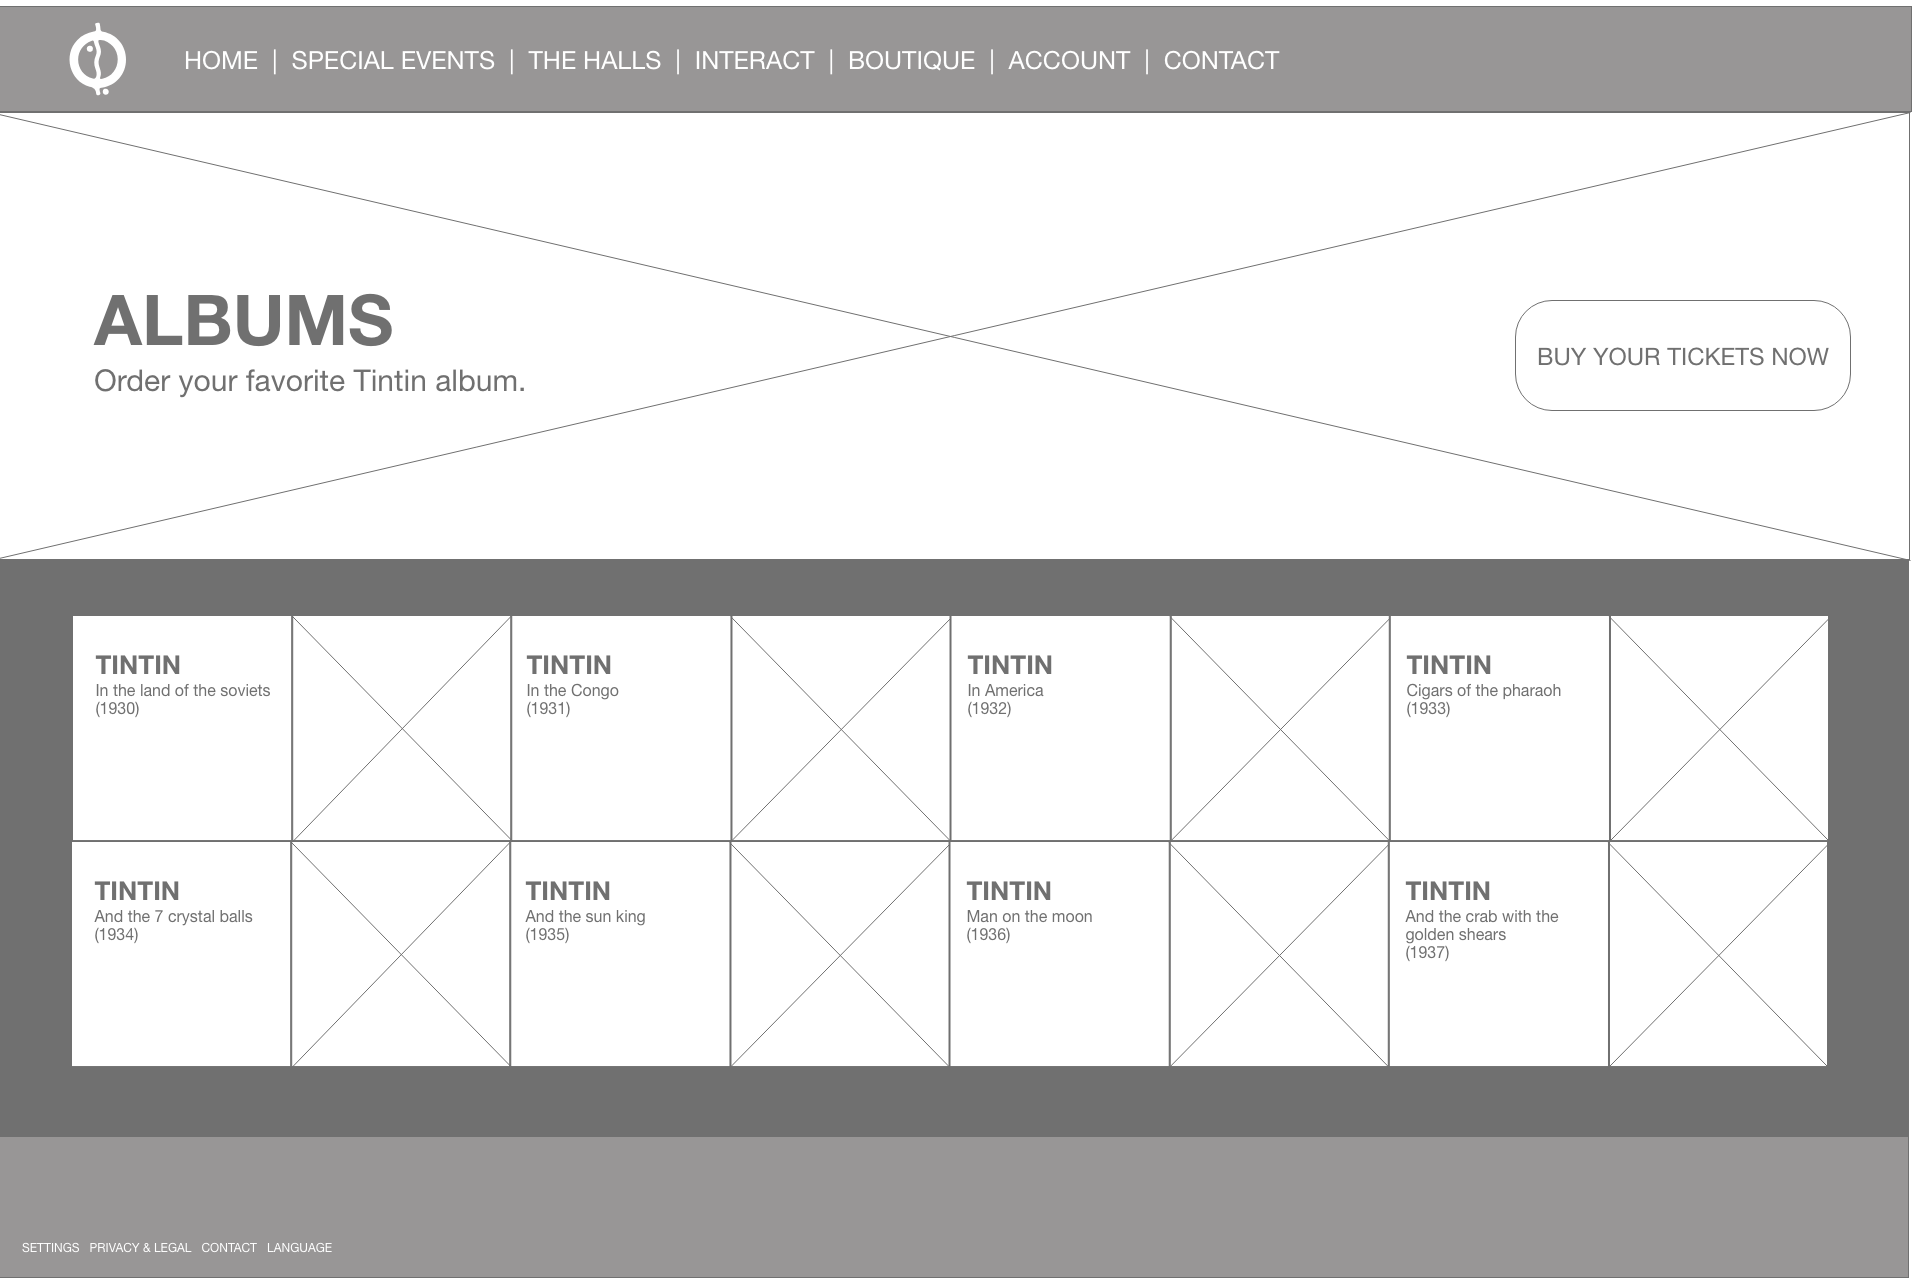 HOME | SPECIAL EVENTS | THE HALLS | INTERACT | BOUTIQUE | ACCOUNT | CONTACT
ALBUMS
Order your favorite Tintin album.
BUY YOUR TICKETS NOW
TINTIN
In the land of the soviets
(1930)
TINTIN
In the Congo
(1931)
TINTIN
In America
(1932)
TINTIN
Cigars of the pharaoh
(1933)
TINTIN
And the 7 crystal balls
(1934)
TINTIN
And the sun king
(1935)
TINTIN
Man on the moon
(1936)
TINTIN
And the crab with the
golden shears
(1937)
SETTINGS PRIVACY & LEGAL CONTACT LANGUAGE